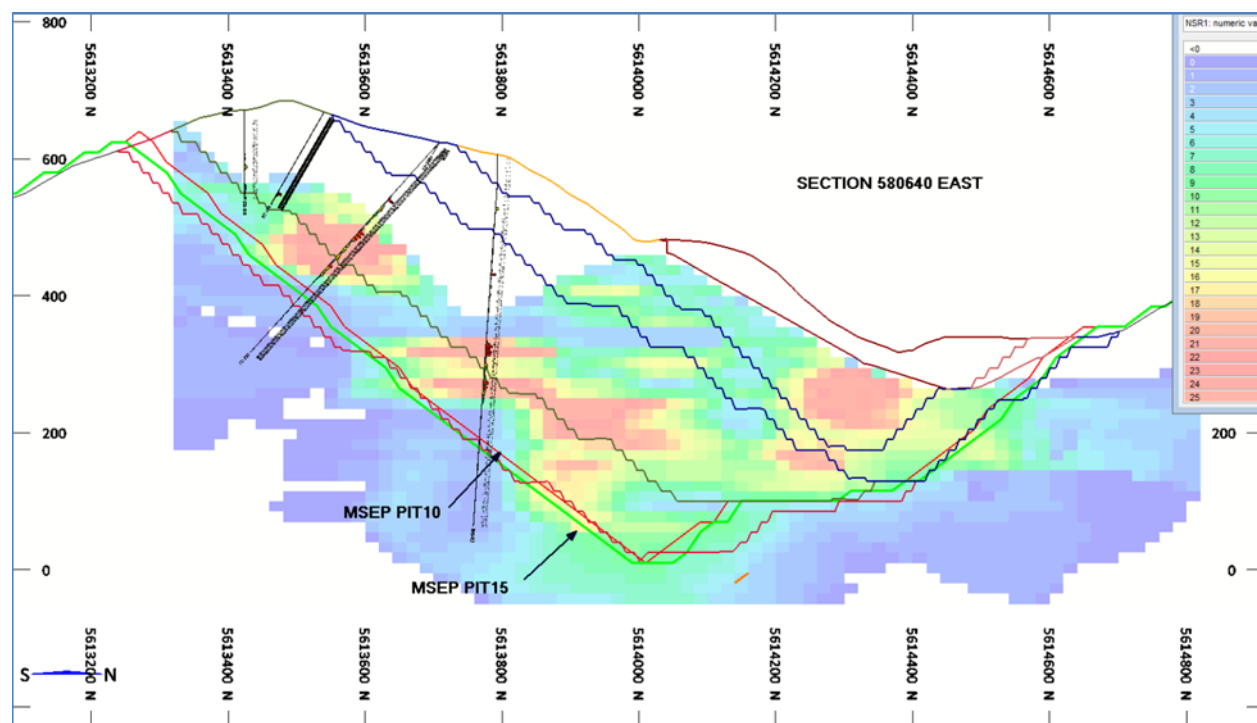 800
5613200 N
5613400 N
5613600 N
5613800 N
5614000 N
5614200 N
5614400 N
5614600 N
NSR1: numeric va
<0
0
1
2
3
4
5
6
7
8
9
10
11
12
13
14
15
16
17
18
19
20
21
22
23
24
25
600
SECTION 580640 EAST
400
200
200
MSEP PIT10
MSEP PIT15
0
0
5613200 N
5613400 N
5613600 N
5613800 N
5614000 N
5614200 N
5614400 N
5614600 N
5614800 N
S
N